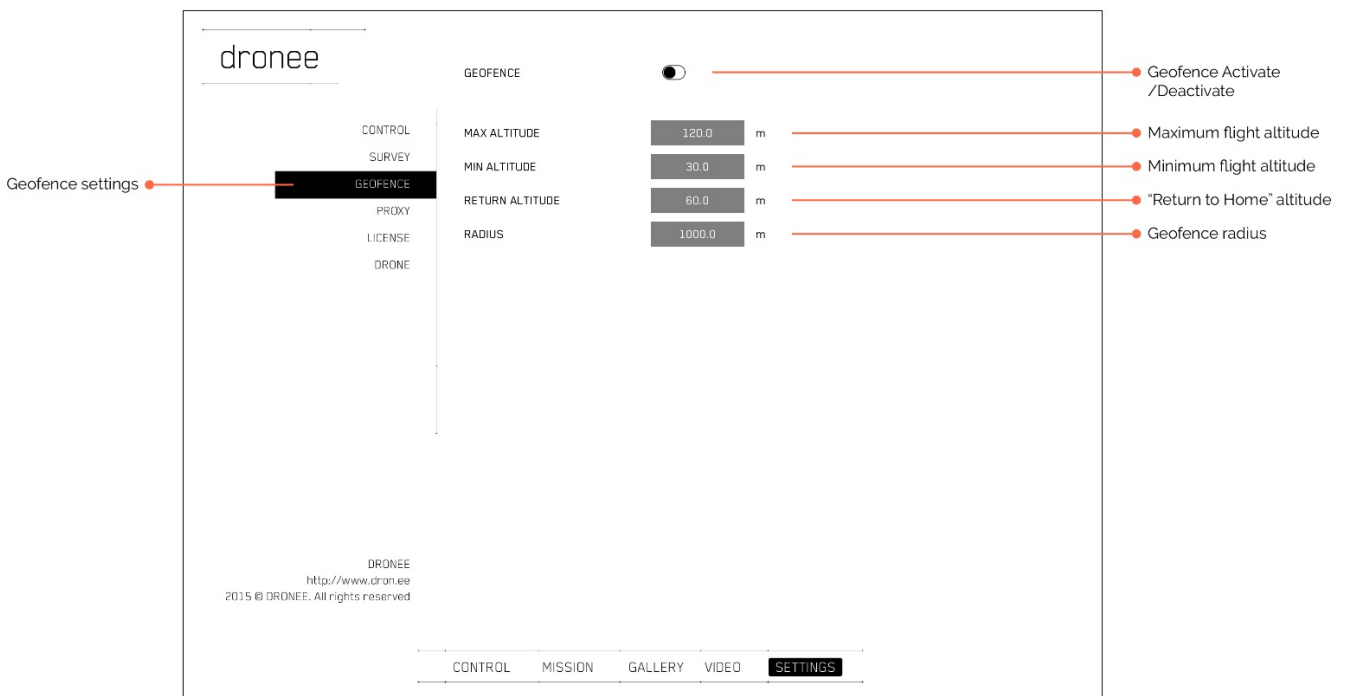 dronee
GEOFENCE
Geofence Activate
/Deactivate
CONTROL
SURVEY
GEOFENCE
PROXY
LICENSE
DRONE
Geofence settings
MAX ALTITUDE 120.0 m Maximum flight altitude
MIN ALTITUDE 30.0 m Minimum flight altitude
RETURN ALTITUDE 60.0 m “Return to Home” altitude
RADIUS 1000.0 m Geofence radius
DRONEE
http://www.dron.ee
2015 © DRONEE. All rights reserved
CONTROL MISSION GALLERY VIDEO SETTINGS